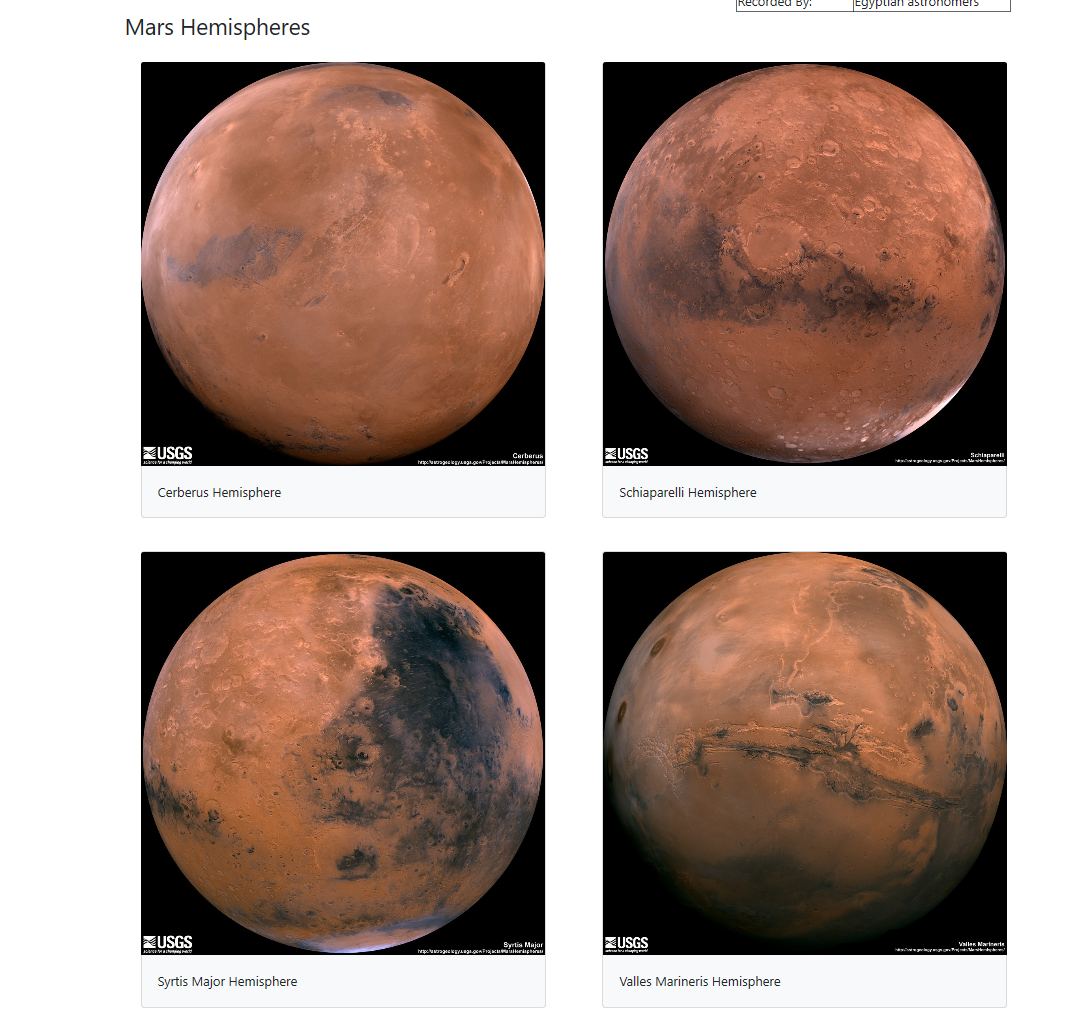 Recorded By: Egyptian astronomers
Mars Hemispheres
USGS
science for a changing world
Cerberus
http://astrogeology.usgs.gov/Projects/MarsHemispheres/
Cerberus Hemisphere
USGS
science for a changing world
Schiaparelli
http://astrogeology.usgs.gov/Projects/MarsHemispheres/
Schiaparelli Hemisphere
USGS
science for a changing world
Syrtis Major
http://astrogeology.usgs.gov/Projects/MarsHemispheres/
Syrtis Major Hemisphere
USGS
science for a changing world
Valles Marineris
http://astrogeology.usgs.gov/Projects/MarsHemispheres/
Valles Marineris Hemisphere